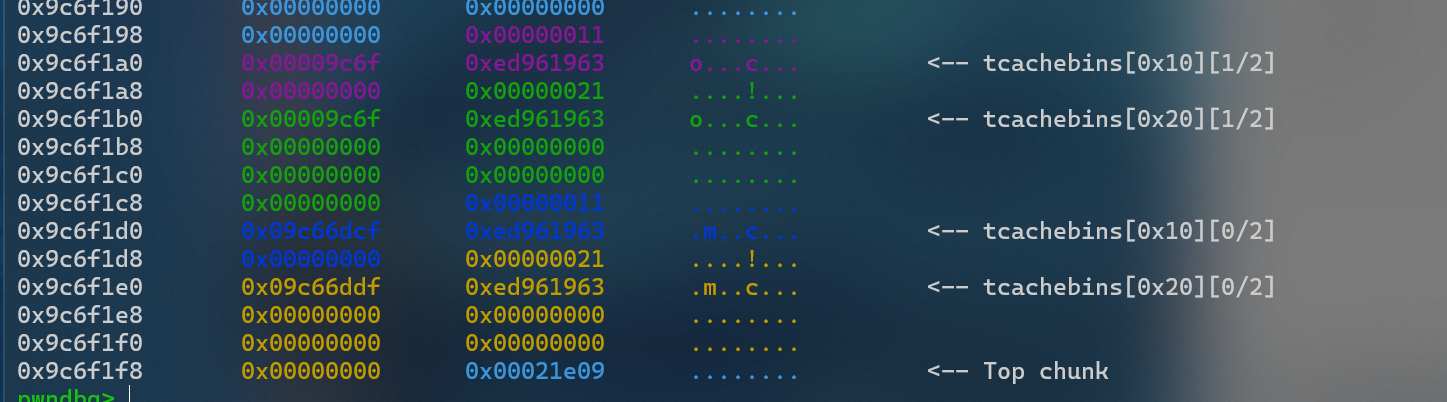 0x9c6f190 0x00000000 0x00000000 ........
0x9c6f198 0x00000000 0x00000011 ........
0x9c6f1a0 0x00009c6f 0xed961963 o...c... <-- tcachebins[0x10][1/2]
0x9c6f1a8 0x00000000 0x00000021 ....!...
0x9c6f1b0 0x00009c6f 0xed961963 o...c... <-- tcachebins[0x20][1/2]
0x9c6f1b8 0x00000000 0x00000000 ........
0x9c6f1c0 0x00000000 0x00000000 ........
0x9c6f1c8 0x00000000 0x00000011 ........
0x9c6f1d0 0x09c66dcf 0xed961963 .m..c... <-- tcachebins[0x10][0/2]
0x9c6f1d8 0x00000000 0x00000021 ....!...
0x9c6f1e0 0x09c66ddf 0xed961963 .m..c... <-- tcachebins[0x20][0/2]
0x9c6f1e8 0x00000000 0x00000000 ........
0x9c6f1f0 0x00000000 0x00000000 ........
0x9c6f1f8 0x00000000 0x00021e09 ........ <-- Top chunk
pwndbg>